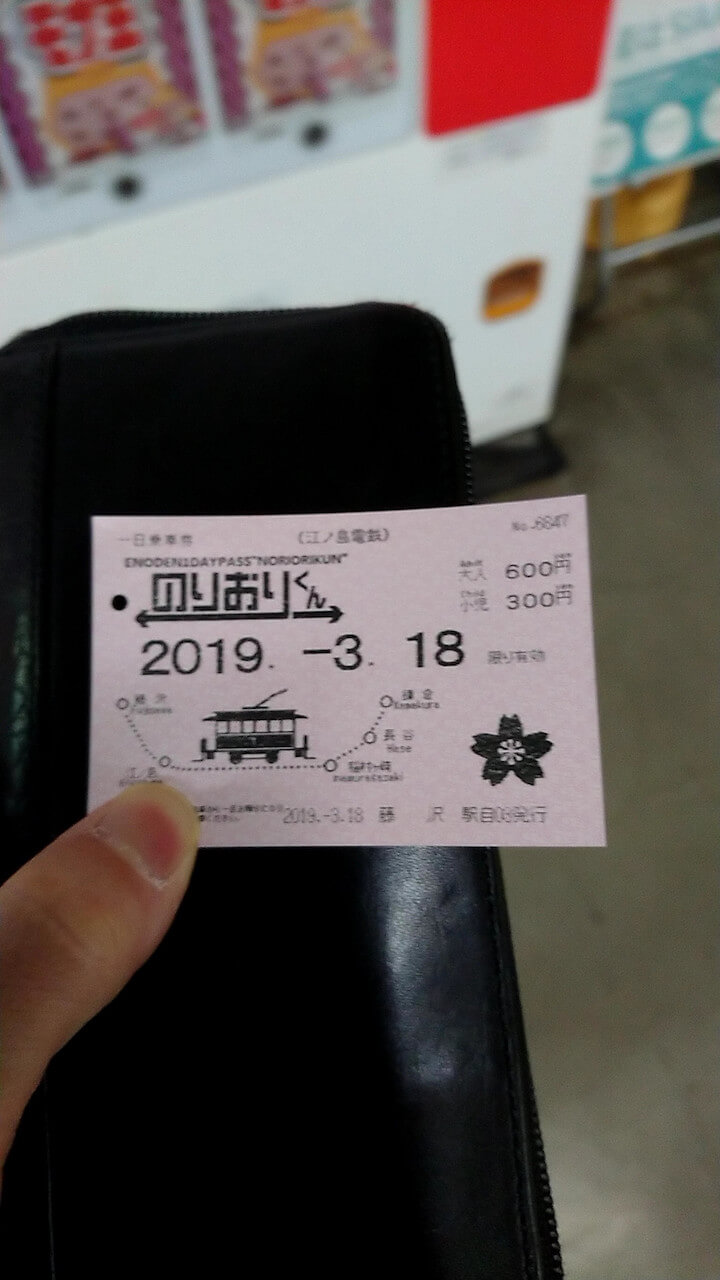 一日乗車券 (江ノ島電鉄) No.-6647
ENODEN1DAYPASS"NORIORIKUN"
のりおりくん
大人 600円
小児 300円
2019. -3. 18 限り有効
藤沢 Fujisawa
鎌倉 Kamakura
長谷 Hase
稲村ヶ崎 Inamuragasaki
江ノ島
2019.-3.18 藤 沢 駅自03発行